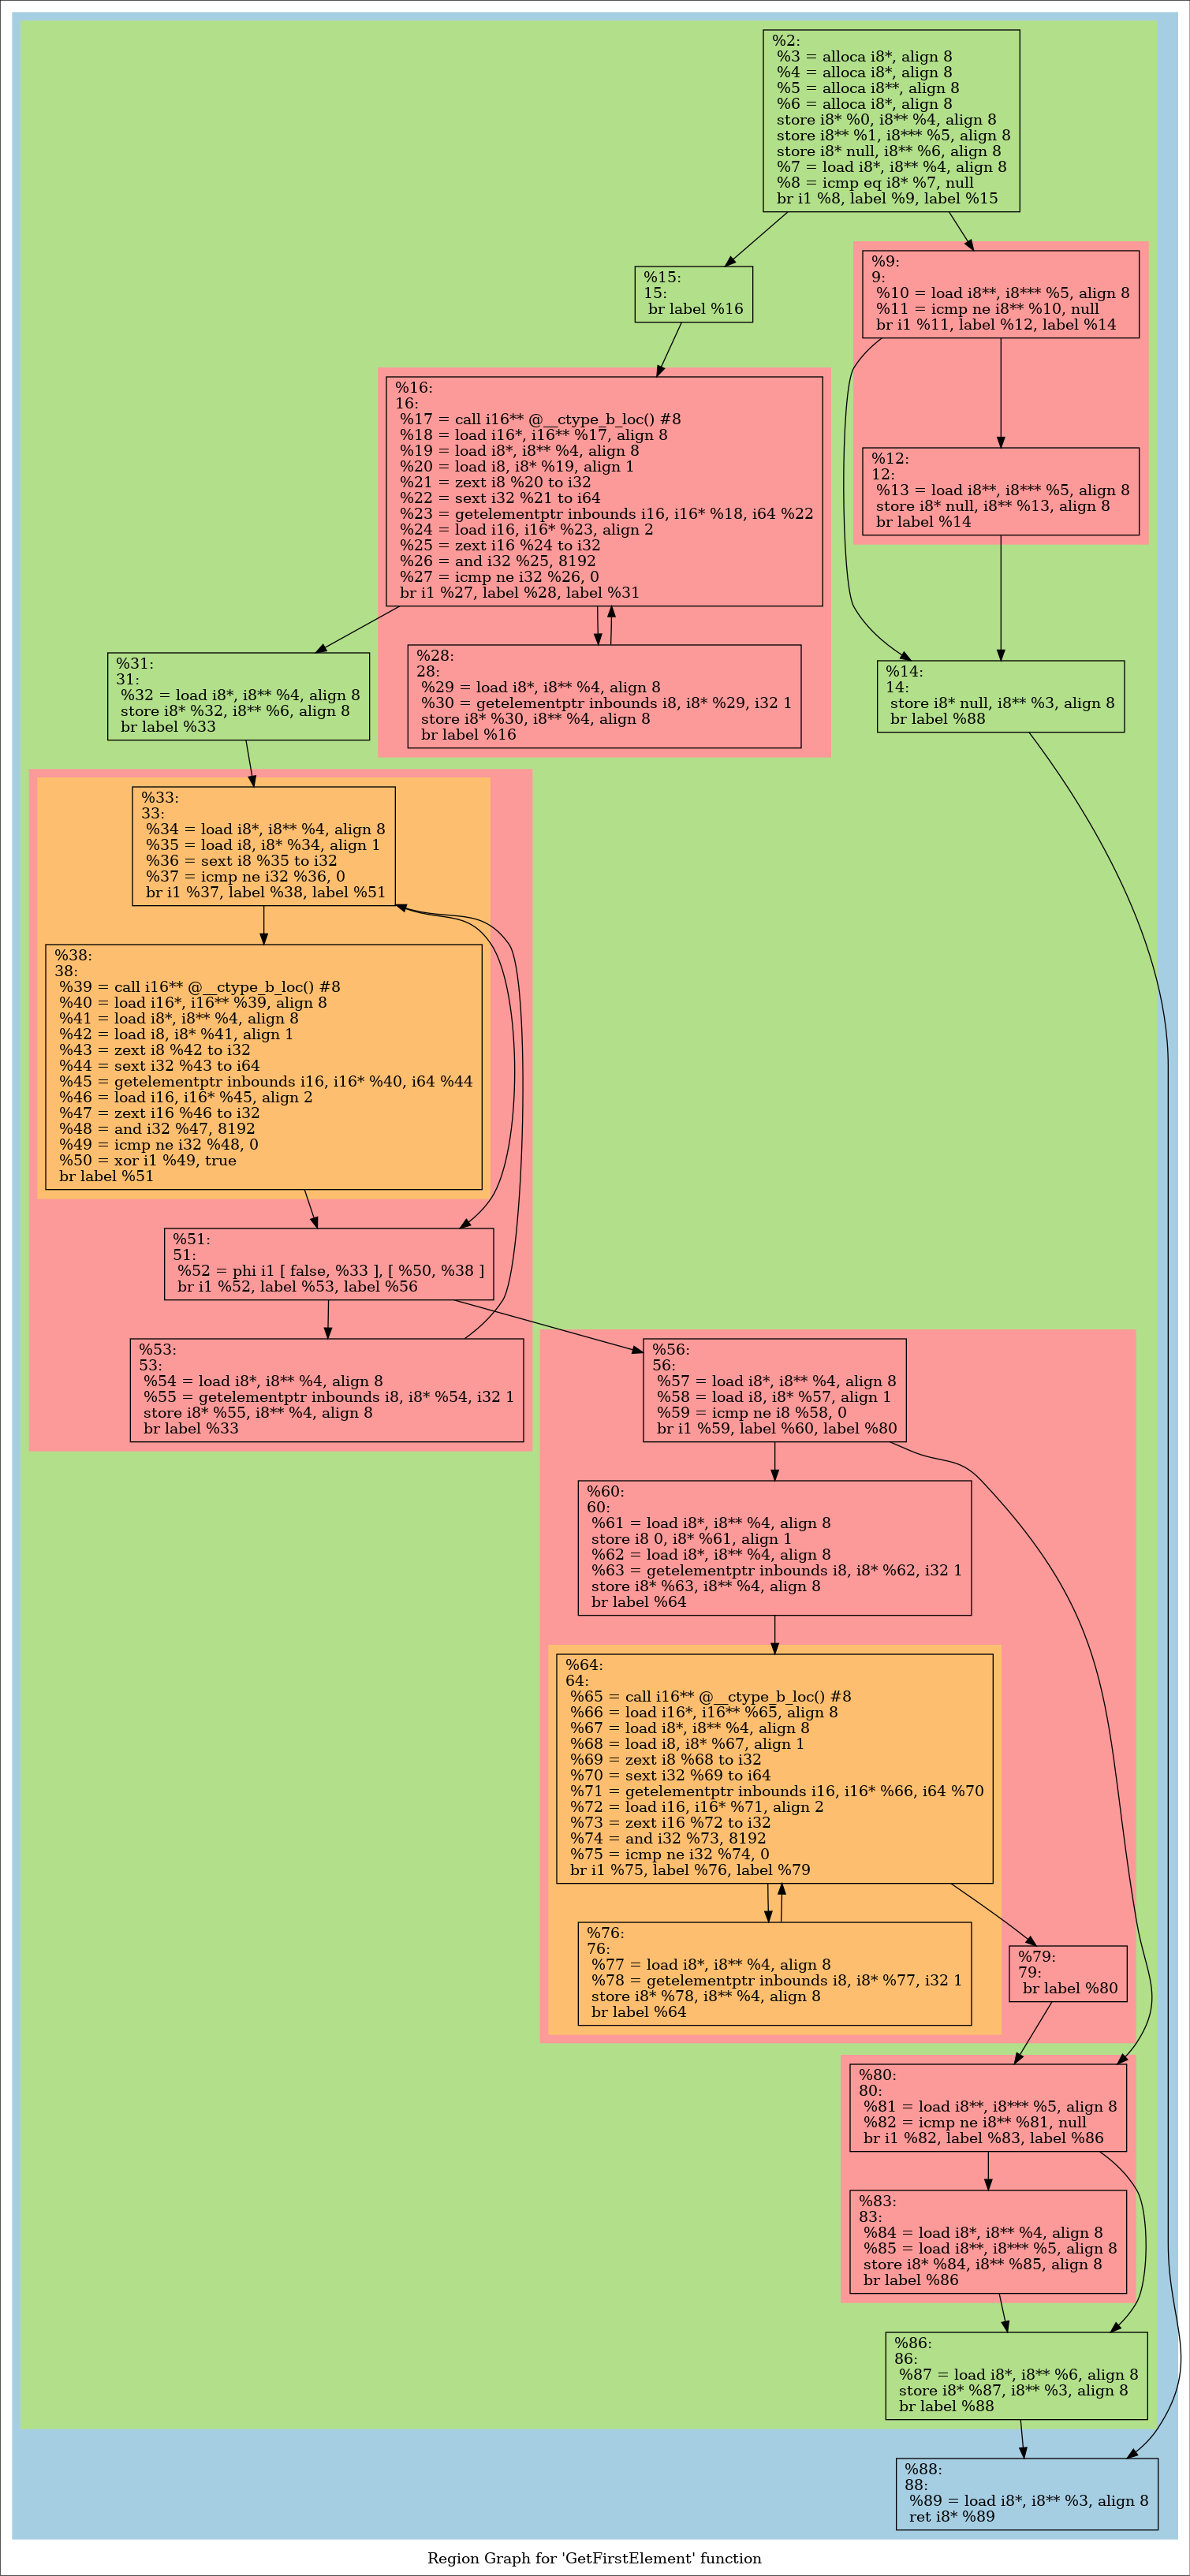 %2:
%3 = alloca i8*, align 8
%4 = alloca i8*, align 8
%5 = alloca i8**, align 8
%6 = alloca i8*, align 8
store i8* %0, i8** %4, align 8
store i8** %1, i8*** %5, align 8
store i8* null, i8** %6, align 8
%7 = load i8*, i8** %4, align 8
%8 = icmp eq i8* %7, null
br i1 %8, label %9, label %15
%15:
15:
br label %16
%9:
9:
%10 = load i8**, i8*** %5, align 8
%11 = icmp ne i8** %10, null
br i1 %11, label %12, label %14
%16:
16:
%17 = call i16** @__ctype_b_loc() #8
%18 = load i16*, i16** %17, align 8
%19 = load i8*, i8** %4, align 8
%20 = load i8, i8* %19, align 1
%21 = zext i8 %20 to i32
%22 = sext i32 %21 to i64
%23 = getelementptr inbounds i16, i16* %18, i64 %22
%24 = load i16, i16* %23, align 2
%25 = zext i16 %24 to i32
%26 = and i32 %25, 8192
%27 = icmp ne i32 %26, 0
br i1 %27, label %28, label %31
%12:
12:
%13 = load i8**, i8*** %5, align 8
store i8* null, i8** %13, align 8
br label %14
%31:
31:
%32 = load i8*, i8** %4, align 8
store i8* %32, i8** %6, align 8
br label %33
%28:
28:
%29 = load i8*, i8** %4, align 8
%30 = getelementptr inbounds i8, i8* %29, i32 1
store i8* %30, i8** %4, align 8
br label %16
%14:
14:
store i8* null, i8** %3, align 8
br label %88
%33:
33:
%34 = load i8*, i8** %4, align 8
%35 = load i8, i8* %34, align 1
%36 = sext i8 %35 to i32
%37 = icmp ne i32 %36, 0
br i1 %37, label %38, label %51
%38:
38:
%39 = call i16** @__ctype_b_loc() #8
%40 = load i16*, i16** %39, align 8
%41 = load i8*, i8** %4, align 8
%42 = load i8, i8* %41, align 1
%43 = zext i8 %42 to i32
%44 = sext i32 %43 to i64
%45 = getelementptr inbounds i16, i16* %40, i64 %44
%46 = load i16, i16* %45, align 2
%47 = zext i16 %46 to i32
%48 = and i32 %47, 8192
%49 = icmp ne i32 %48, 0
%50 = xor i1 %49, true
br label %51
%51:
51:
%52 = phi i1 [ false, %33 ], [ %50, %38 ]
br i1 %52, label %53, label %56
%53:
53:
%54 = load i8*, i8** %4, align 8
%55 = getelementptr inbounds i8, i8* %54, i32 1
store i8* %55, i8** %4, align 8
br label %33
%56:
56:
%57 = load i8*, i8** %4, align 8
%58 = load i8, i8* %57, align 1
%59 = icmp ne i8 %58, 0
br i1 %59, label %60, label %80
%60:
60:
%61 = load i8*, i8** %4, align 8
store i8 0, i8* %61, align 1
%62 = load i8*, i8** %4, align 8
%63 = getelementptr inbounds i8, i8* %62, i32 1
store i8* %63, i8** %4, align 8
br label %64
%64:
64:
%65 = call i16** @__ctype_b_loc() #8
%66 = load i16*, i16** %65, align 8
%67 = load i8*, i8** %4, align 8
%68 = load i8, i8* %67, align 1
%69 = zext i8 %68 to i32
%70 = sext i32 %69 to i64
%71 = getelementptr inbounds i16, i16* %66, i64 %70
%72 = load i16, i16* %71, align 2
%73 = zext i16 %72 to i32
%74 = and i32 %73, 8192
%75 = icmp ne i32 %74, 0
br i1 %75, label %76, label %79
%76:
76:
%77 = load i8*, i8** %4, align 8
%78 = getelementptr inbounds i8, i8* %77, i32 1
store i8* %78, i8** %4, align 8
br label %64
%79:
79:
br label %80
%80:
80:
%81 = load i8**, i8*** %5, align 8
%82 = icmp ne i8** %81, null
br i1 %82, label %83, label %86
%83:
83:
%84 = load i8*, i8** %4, align 8
%85 = load i8**, i8*** %5, align 8
store i8* %84, i8** %85, align 8
br label %86
%86:
86:
%87 = load i8*, i8** %6, align 8
store i8* %87, i8** %3, align 8
br label %88
%88:
88:
%89 = load i8*, i8** %3, align 8
ret i8* %89
Region Graph for 'GetFirstElement' function